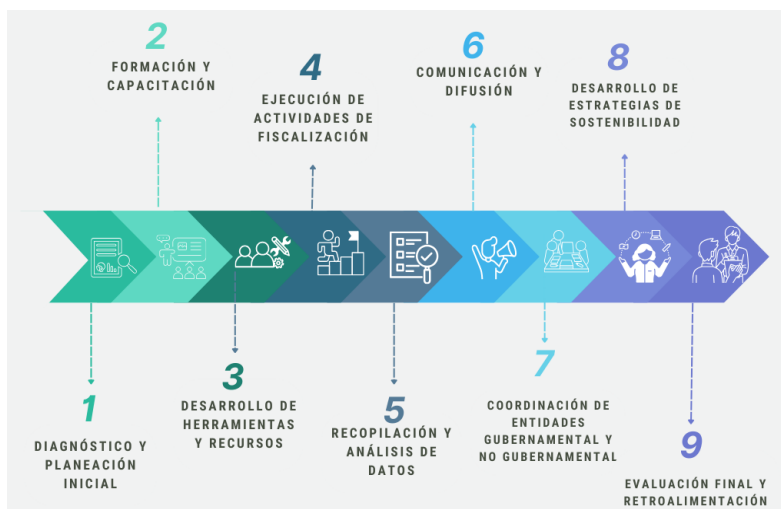 1
DIAGNÓSTICO Y
PLANEACIÓN
INICIAL
2
FORMACIÓN Y
CAPACITACIÓN
3
DESARROLLO DE
HERRAMIENTAS
Y RECURSOS
4
EJECUCIÓN DE
ACTIVIDADES DE
FISCALIZACIÓN
5
RECOPILACIÓN Y
ANÁLISIS DE
DATOS
6
COMUNICACIÓN Y
DIFUSIÓN
7
COORDINACIÓN DE
ENTIDADES
GUBERNAMENTAL Y
NO GUBERNAMENTAL
8
DESARROLLO DE
ESTRATEGIAS DE
SOSTENIBILIDAD
9
EVALUACIÓN FINAL Y
RETROALIMENTACIÓN